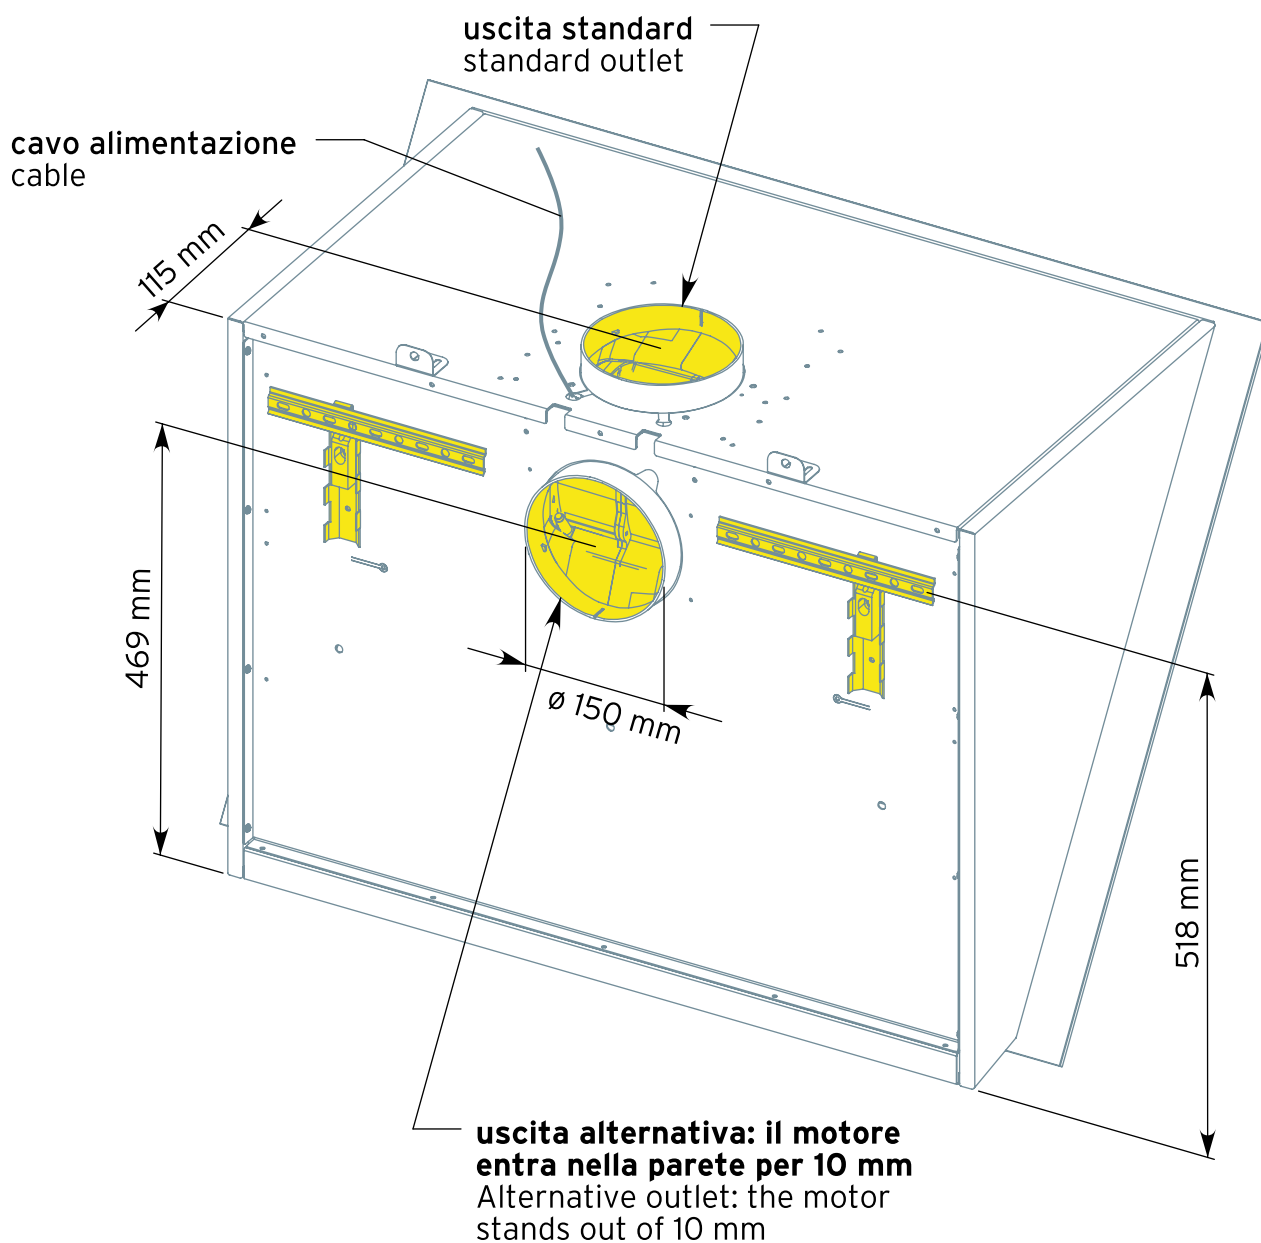 uscita standard
standard outlet
cavo alimentazione
cable
115 mm
469 mm
ø 150 mm
518 mm
uscita alternativa: il motore
entra nella parete per 10 mm
Alternative outlet: the motor
stands out of 10 mm